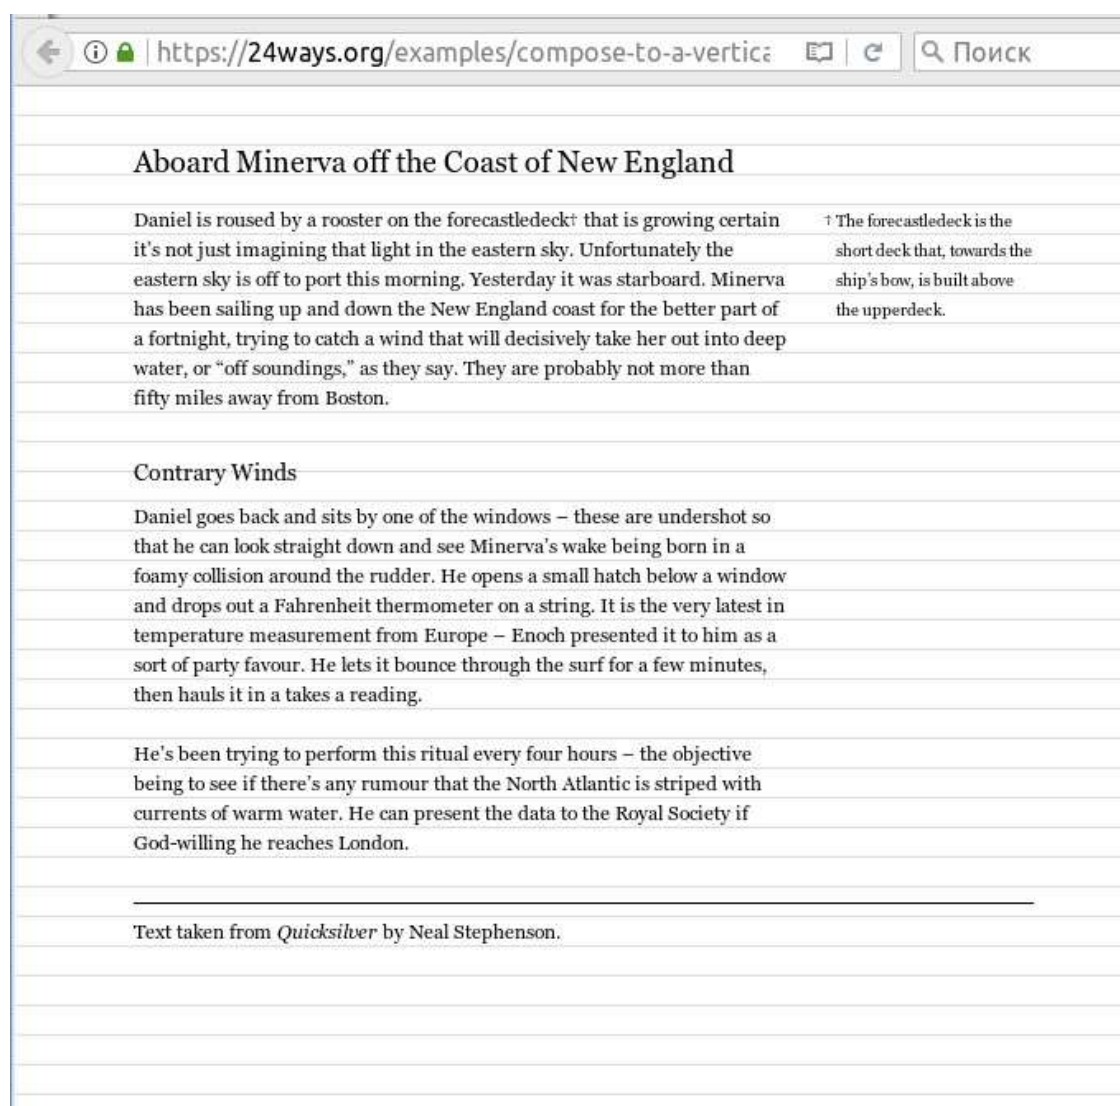 https://24ways.org/examples/compose-to-a-vertica
Поиск
Aboard Minerva off the Coast of New England
Daniel is roused by a rooster on the forecastledeck† that is growing certain
it's not just imagining that light in the eastern sky. Unfortunately the
eastern sky is off to port this morning. Yesterday it was starboard. Minerva
has been sailing up and down the New England coast for the better part of
a fortnight, trying to catch a wind that will decisively take her out into deep
water, or “off soundings,” as they say. They are probably not more than
fifty miles away from Boston.
† The forecastledeck is the
short deck that, towards the
ship's bow, is built above
the upperdeck.
Contrary Winds
Daniel goes back and sits by one of the windows – these are undershot so
that he can look straight down and see Minerva's wake being born in a
foamy collision around the rudder. He opens a small hatch below a window
and drops out a Fahrenheit thermometer on a string. It is the very latest in
temperature measurement from Europe – Enoch presented it to him as a
sort of party favour. He lets it bounce through the surf for a few minutes,
then hauls it in a takes a reading.
He's been trying to perform this ritual every four hours – the objective
being to see if there's any rumour that the North Atlantic is striped with
currents of warm water. He can present the data to the Royal Society if
God-willing he reaches London.
Text taken from Quicksilver by Neal Stephenson.